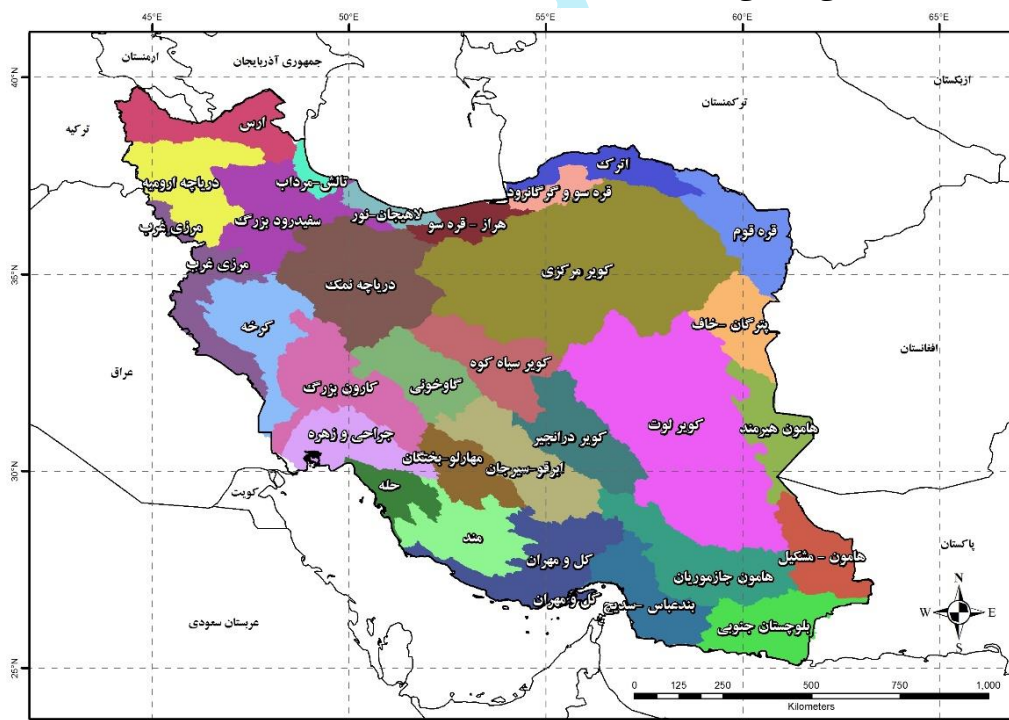 45°E 50°E 55°E 60°E 65°E
40°N
35°N
30°N
25°N
ارمنستان
جمهوری آذربایجان
ازبکستان
ترکمنستان
ترکیه
ارس
اترک
دریاچه ارومیه
تالش-مرداب
قره سو و گرگانرود
مرزی غرب
سفیدرود بزرگ
لاهیجان-نور
هراز - قره سو
قره قوم
مرزی غرب
دریاچه نمک
کویر مرکزی
پترگان -خاف
کرخه
افغانستان
عراق
کویر سیاه کوه
گاوخونی
کارون بزرگ
کویر لوت
هامون هیرمند
جراحی و زهره
کویر درانجیر
مهارلو-بختگان
ابرقو-سیرجان
کویت
حله
مند
پاکستان
هامون - مشکیل
کل و مهران
هامون جازموریان
کل و مهران
بندعباس -سدیج
بلوچستان جنوبی
عربستان سعودی
N
W E
S
0 125 250 500 750 1,000
Kilometers